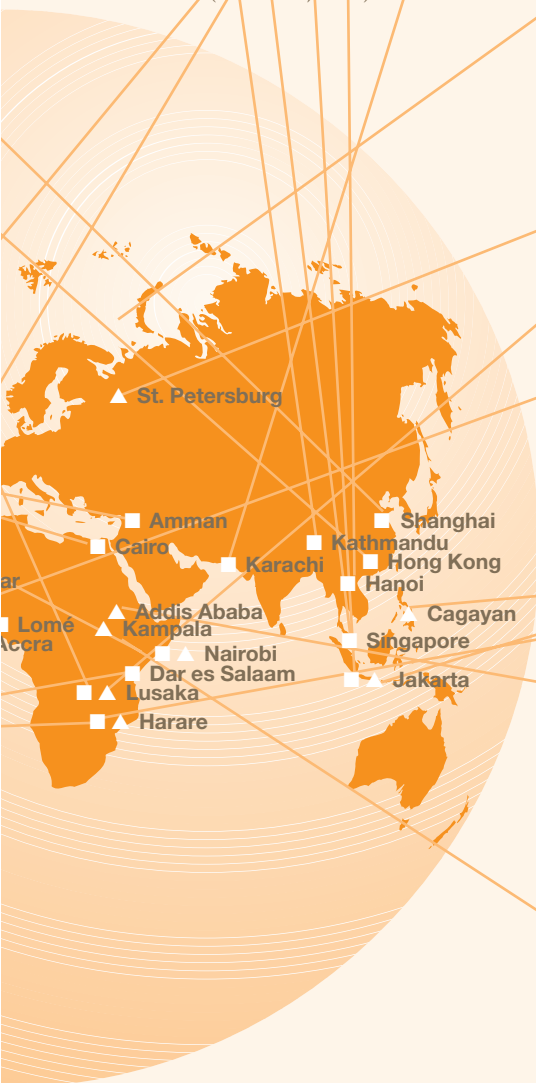 St. Petersburg
Amman
Shanghai
Cairo
Kathmandu
Karachi
Hong Kong
ar
Hanoi
Addis Ababa
Cagayan
Lomé
Kampala
Accra
Singapore
Nairobi
Dar es Salaam
Jakarta
Lusaka
Harare